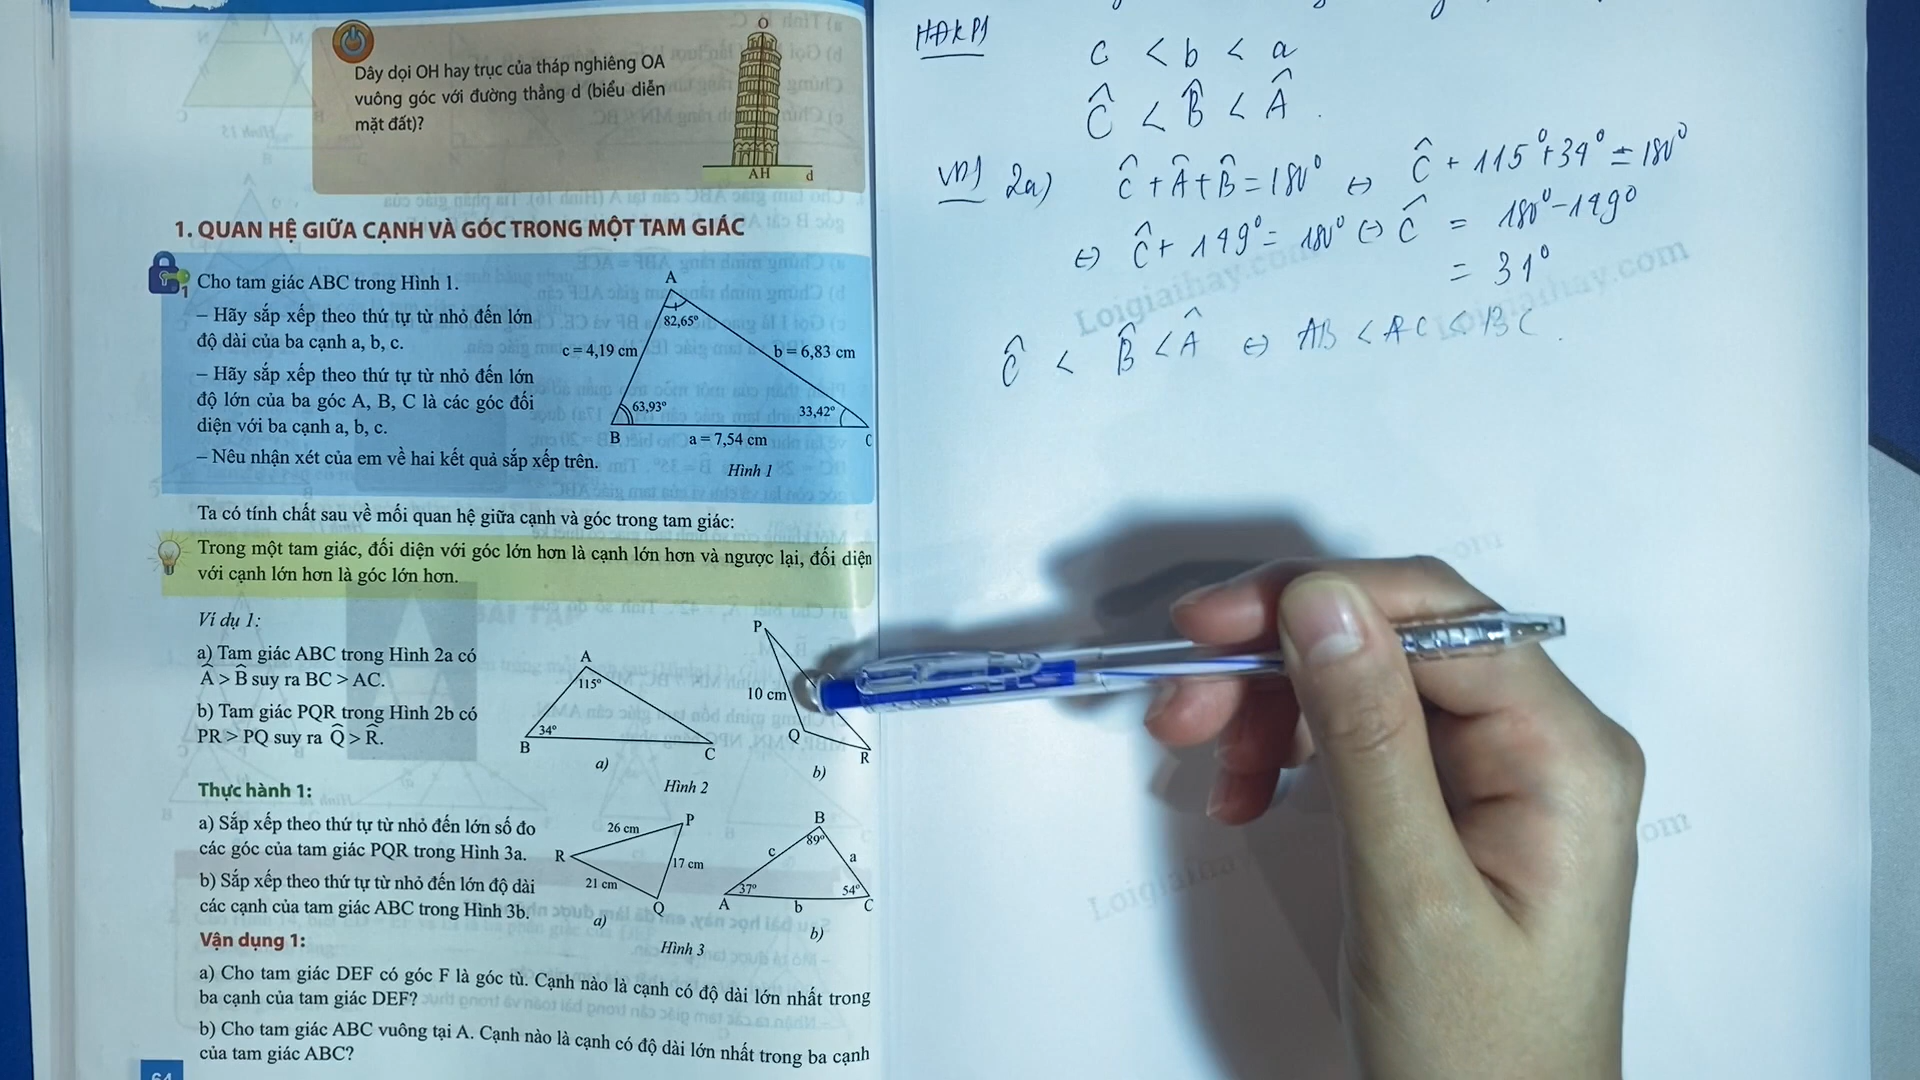 O
Dây dọi OH hay trục của tháp nghiêng OA
vuông góc với đường thẳng d (biểu diễn
mặt đất)?
AH d
1. QUAN HỆ GIỮA CẠNH VÀ GÓC TRONG MỘT TAM GIÁC
1
Cho tam giác ABC trong Hình 1.
– Hãy sắp xếp theo thứ tự từ nhỏ đến lớn
độ dài của ba cạnh a, b, c.
– Hãy sắp xếp theo thứ tự từ nhỏ đến lớn
độ lớn của ba góc A, B, C là các góc đối
diện với ba cạnh a, b, c.
– Nêu nhận xét của em về hai kết quả sắp xếp trên.
A
82,65°
c = 4,19 cm
b = 6,83 cm
63,93°
33,42°
B
a = 7,54 cm
C
Hình 1
Ta có tính chất sau về mối quan hệ giữa cạnh và góc trong tam giác:
Trong một tam giác, đối diện với góc lớn hơn là cạnh lớn hơn và ngược lại, đối diện
với cạnh lớn hơn là góc lớn hơn.
Ví dụ 1:
a) Tam giác ABC trong Hình 2a có
Â > B̂ suy ra BC > AC.
b) Tam giác PQR trong Hình 2b có
PR > PQ suy ra Q̂ > R̂.
A
115°
34°
B
C
a)
P
10 cm
Q
R
b)
Hình 2
Thực hành 1:
a) Sắp xếp theo thứ tự từ nhỏ đến lớn số đo
các góc của tam giác PQR trong Hình 3a.
b) Sắp xếp theo thứ tự từ nhỏ đến lớn độ dài
các cạnh của tam giác ABC trong Hình 3b.
26 cm
P
R
17 cm
21 cm
Q
a)
B
89°
c
a
37°
54°
A
b
C
b)
Hình 3
Vận dụng 1:
a) Cho tam giác DEF có góc F là góc tù. Cạnh nào là cạnh có độ dài lớn nhất trong
ba cạnh của tam giác DEF?
b) Cho tam giác ABC vuông tại A. Cạnh nào là cạnh có độ dài lớn nhất trong ba cạnh
của tam giác ABC?
64
HĐKP1
c < b < a
Ĉ < B̂ < Â.
VD1 2a) Ĉ + Â + B̂ = 180° ⇔ Ĉ + 115° + 34° = 180°
⇔ Ĉ + 149° = 180° ⇔ Ĉ = 180° - 149°
= 31°
Ĉ < B̂ < Â ⇔ AB < AC < BC.
Loigiaihay.com
Loigiaihay.com